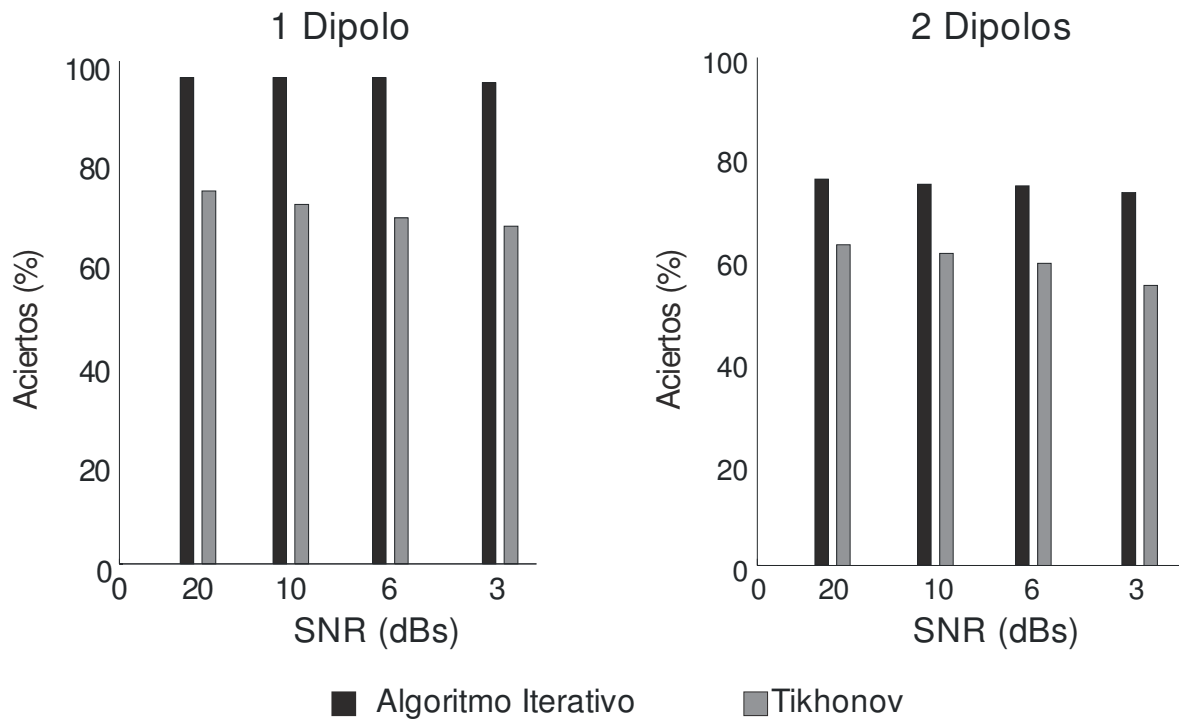 1 Dipolo
100
80
60
40
20
0
Aciertos (%)
0 20 10 6 3
SNR (dBs)
2 Dipolos
100
80
60
40
20
0
Aciertos (%)
0 20 10 6 3
SNR (dBs)
Algoritmo Iterativo
Tikhonov